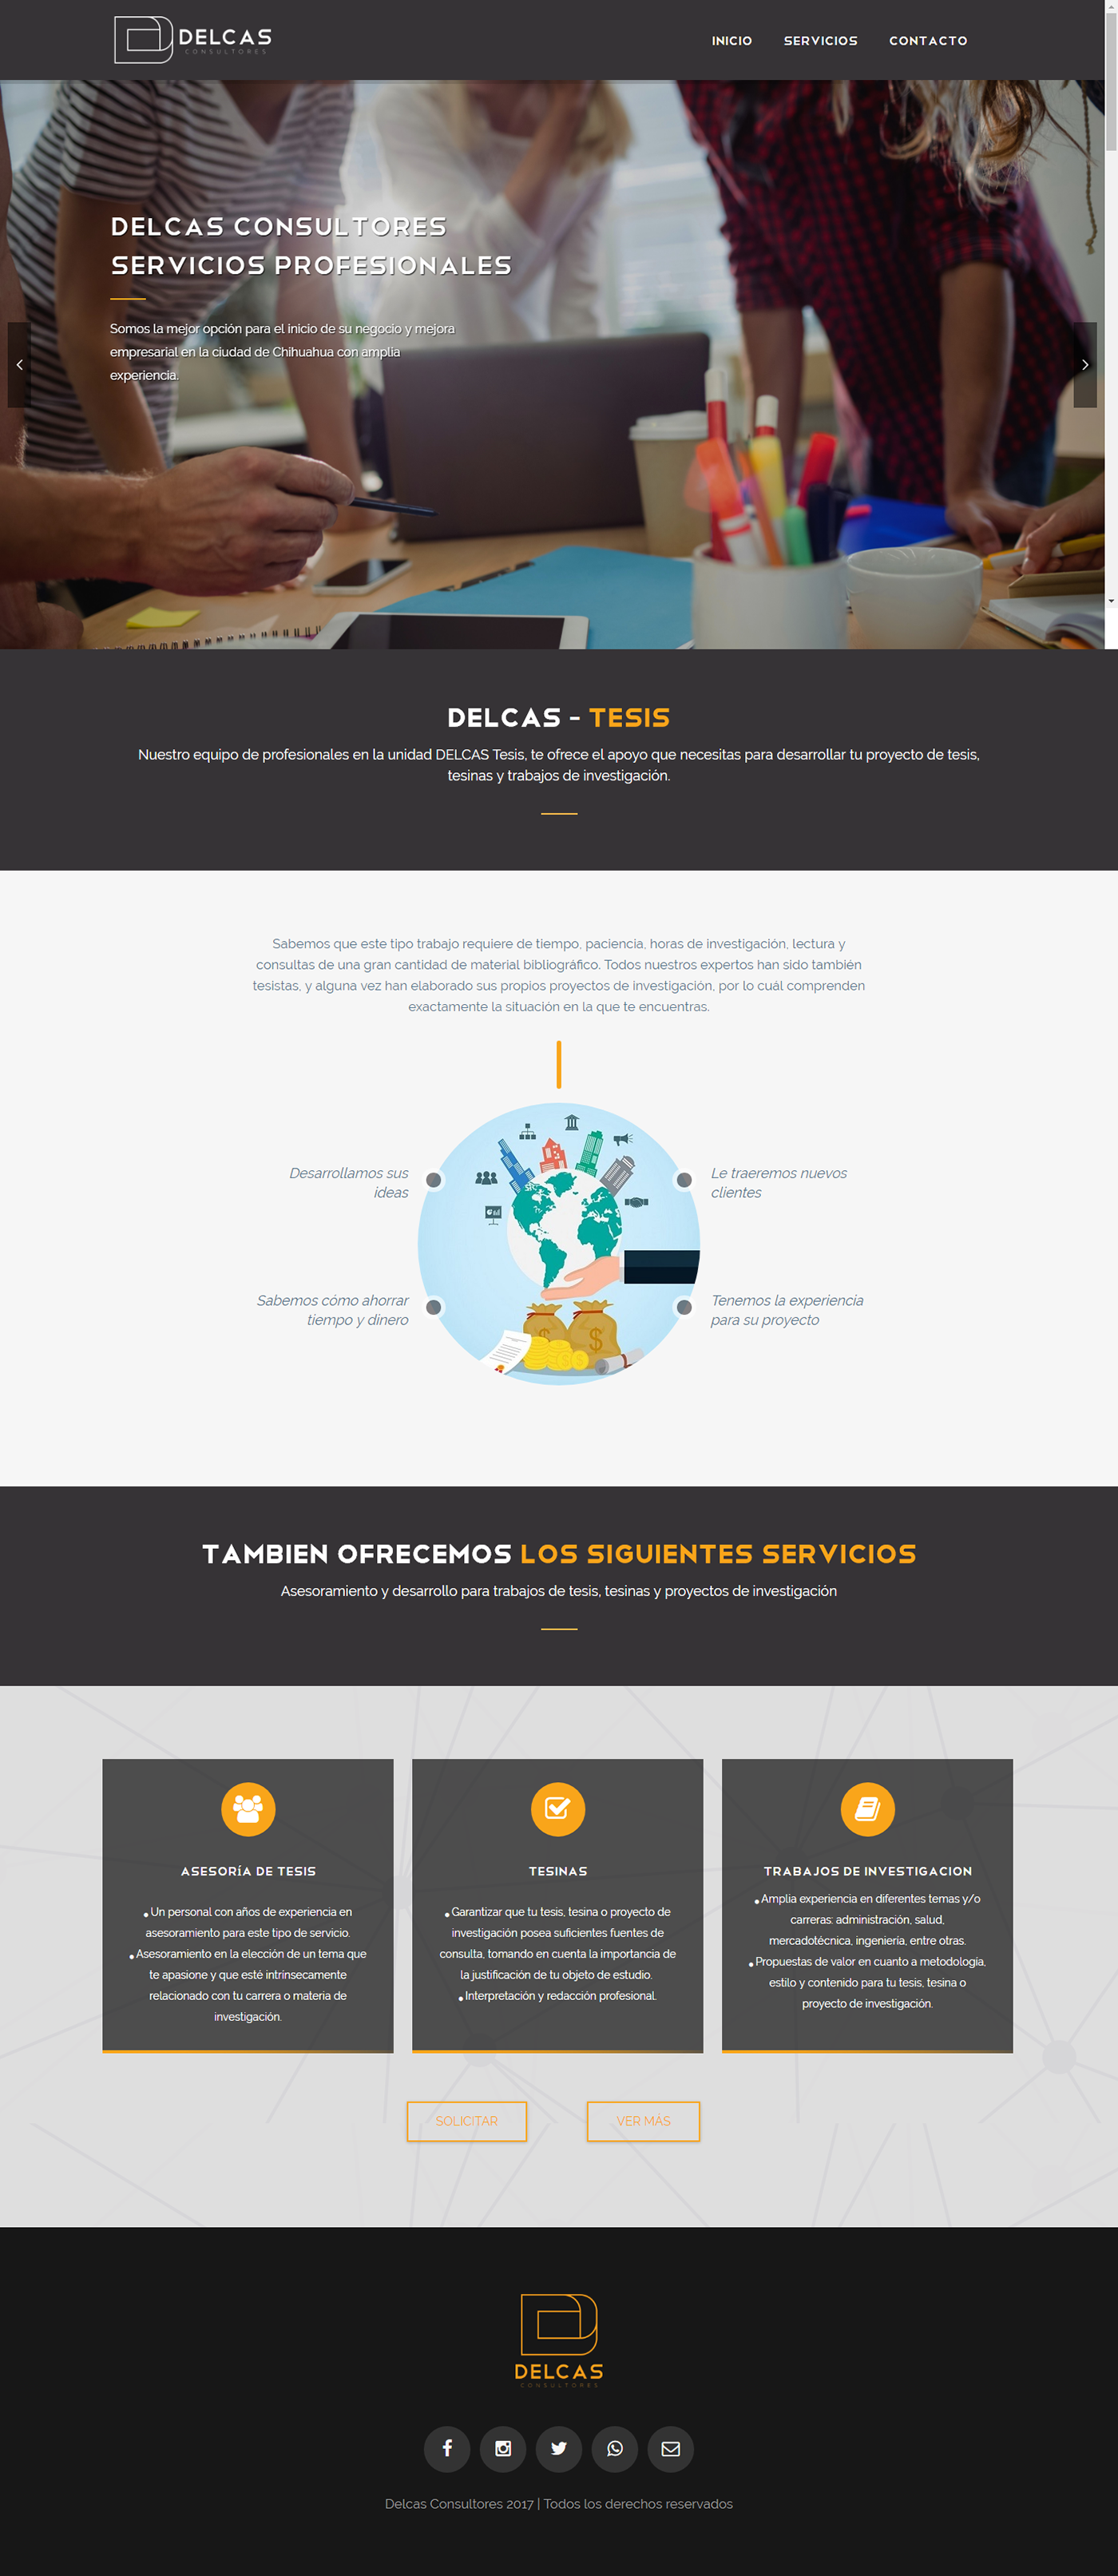 DELCAS
CONSULTORES
INICIO SERVICIOS CONTACTO
DELCAS CONSULTORES
SERVICIOS PROFESIONALES
Somos la mejor opción para el inicio de su negocio y mejora
empresarial en la ciudad de Chihuahua con amplia
experiencia.
DELCAS - TESIS
Nuestro equipo de profesionales en la unidad DELCAS Tesis, te ofrece el apoyo que necesitas para desarrollar tu proyecto de tesis,
tesinas y trabajos de investigación.
Sabemos que este tipo trabajo requiere de tiempo, paciencia, horas de investigación, lectura y
consultas de una gran cantidad de material bibliográfico. Todos nuestros expertos han sido también
tesistas, y alguna vez han elaborado sus propios proyectos de investigación, por lo cuál comprenden
exactamente la situación en la que te encuentras.
Desarrollamos sus
ideas
Le traeremos nuevos
clientes
Sabemos cómo ahorrar
tiempo y dinero
Tenemos la experiencia
para su proyecto
$
$
TAMBIEN OFRECEMOS LOS SIGUIENTES SERVICIOS
Asesoramiento y desarrollo para trabajos de tesis, tesinas y proyectos de investigación
ASESORÍA DE TESIS
• Un personal con años de experiencia en
asesoramiento para este tipo de servicio.
• Asesoramiento en la elección de un tema que
te apasione y que esté intrínsecamente
relacionado con tu carrera o materia de
investigación.
TESINAS
• Garantizar que tu tesis, tesina o proyecto de
investigación posea suficientes fuentes de
consulta, tomando en cuenta la importancia de
la justificación de tu objeto de estudio.
• Interpretación y redacción profesional.
TRABAJOS DE INVESTIGACION
• Amplia experiencia en diferentes temas y/o
carreras: administración, salud,
mercadotécnica, ingeniería, entre otras.
• Propuestas de valor en cuanto a metodología,
estilo y contenido para tu tesis, tesina o
proyecto de investigación.
SOLICITAR
VER MÁS
DELCAS
CONSULTORES
Delcas Consultores 2017 | Todos los derechos reservados